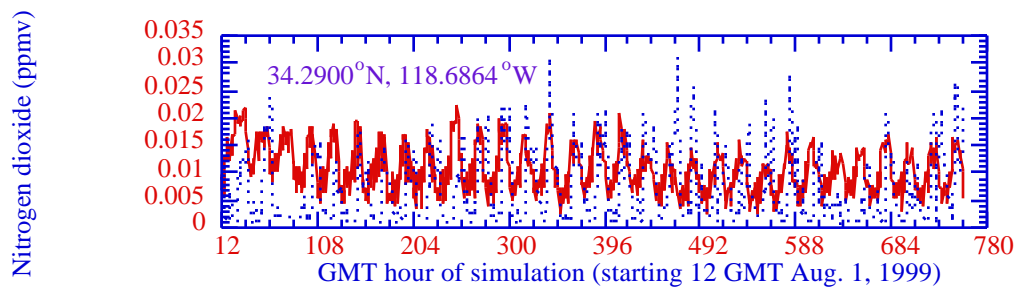 Nitrogen dioxide (ppmv)
0.035
0.03
0.025
0.02
0.015
0.01
0.005
0
34.2900°N, 118.6864°W
12 108 204 300 396 492 588 684 780
GMT hour of simulation (starting 12 GMT Aug. 1, 1999)